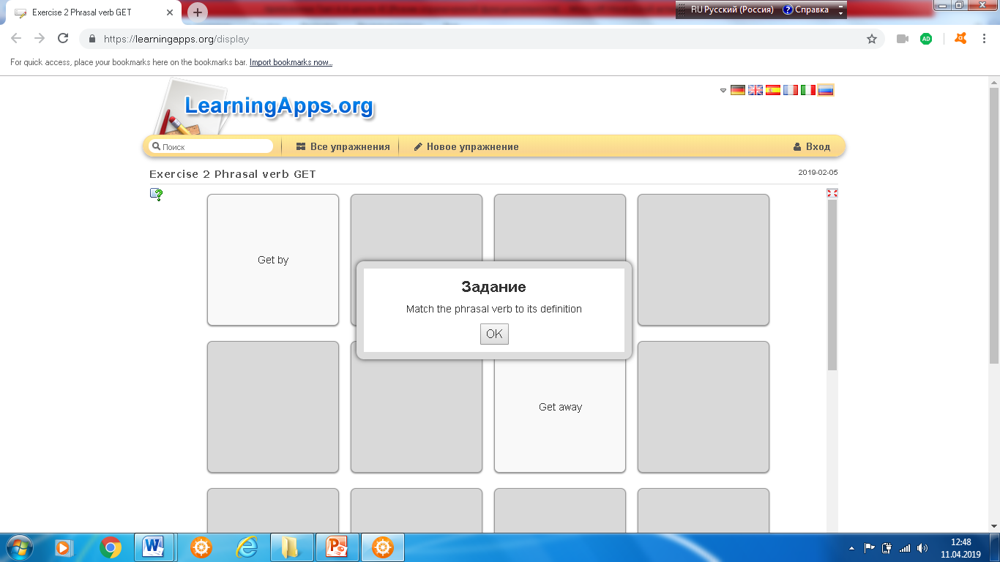 Exercise 2 Phrasal verb GET
RU Русский (Россия) Справка
https://learningapps.org/display
AD
For quick access, place your bookmarks here on the bookmarks bar. Import bookmarks now...
LearningApps.org
Поиск Все упражнения Новое упражнение Вход
Exercise 2 Phrasal verb GET 2019-02-05
Get by
Задание
Match the phrasal verb to its definition
OK
Get away
12:48
11.04.2019